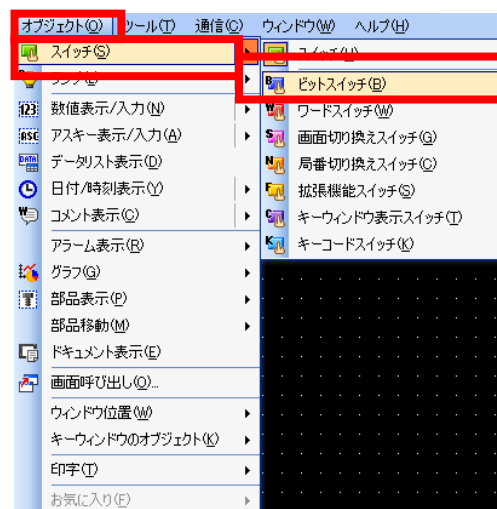 オブジェクト(O) ツール(T) 通信(C) ウィンドウ(W) ヘルプ(H)
スイッチ(S)
数値表示/入力(N)
アスキー表示/入力(A)
データリスト表示(D)
日付/時刻表示(Y)
コメント表示(C)
アラーム表示(R)
グラフ(G)
部品表示(P)
部品移動(M)
ドキュメント表示(E)
画面呼び出し(O)...
ウィンドウ位置(W)
キーウィンドウのオブジェクト(K)
印字(T)
お気に入り(F)
ビットスイッチ(B)
ワードスイッチ(W)
画面切り換えスイッチ(G)
局番切り換えスイッチ(C)
拡張機能スイッチ(S)
キーウィンドウ表示スイッチ(T)
キーコードスイッチ(K)